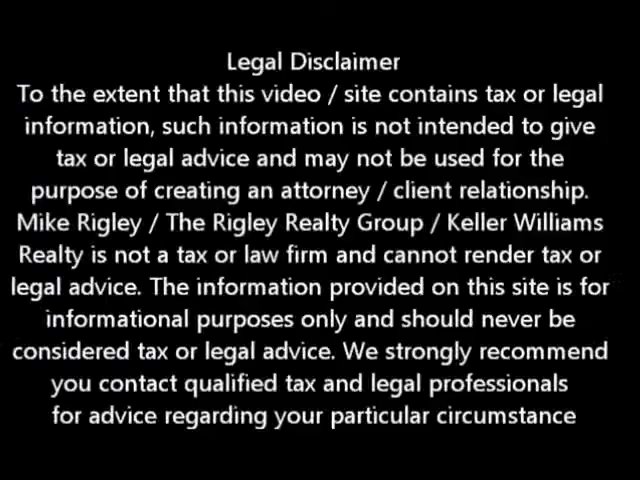 Legal Disclaimer
To the extent that this video / site contains tax or legal
information, such information is not intended to give
tax or legal advice and may not be used for the
purpose of creating an attorney / client relationship.
Mike Rigley / The Rigley Realty Group / Keller Williams
Realty is not a tax or law firm and cannot render tax or
legal advice. The information provided on this site is for
informational purposes only and should never be
considered tax or legal advice. We strongly recommend
you contact qualified tax and legal professionals
for advice regarding your particular circumstance